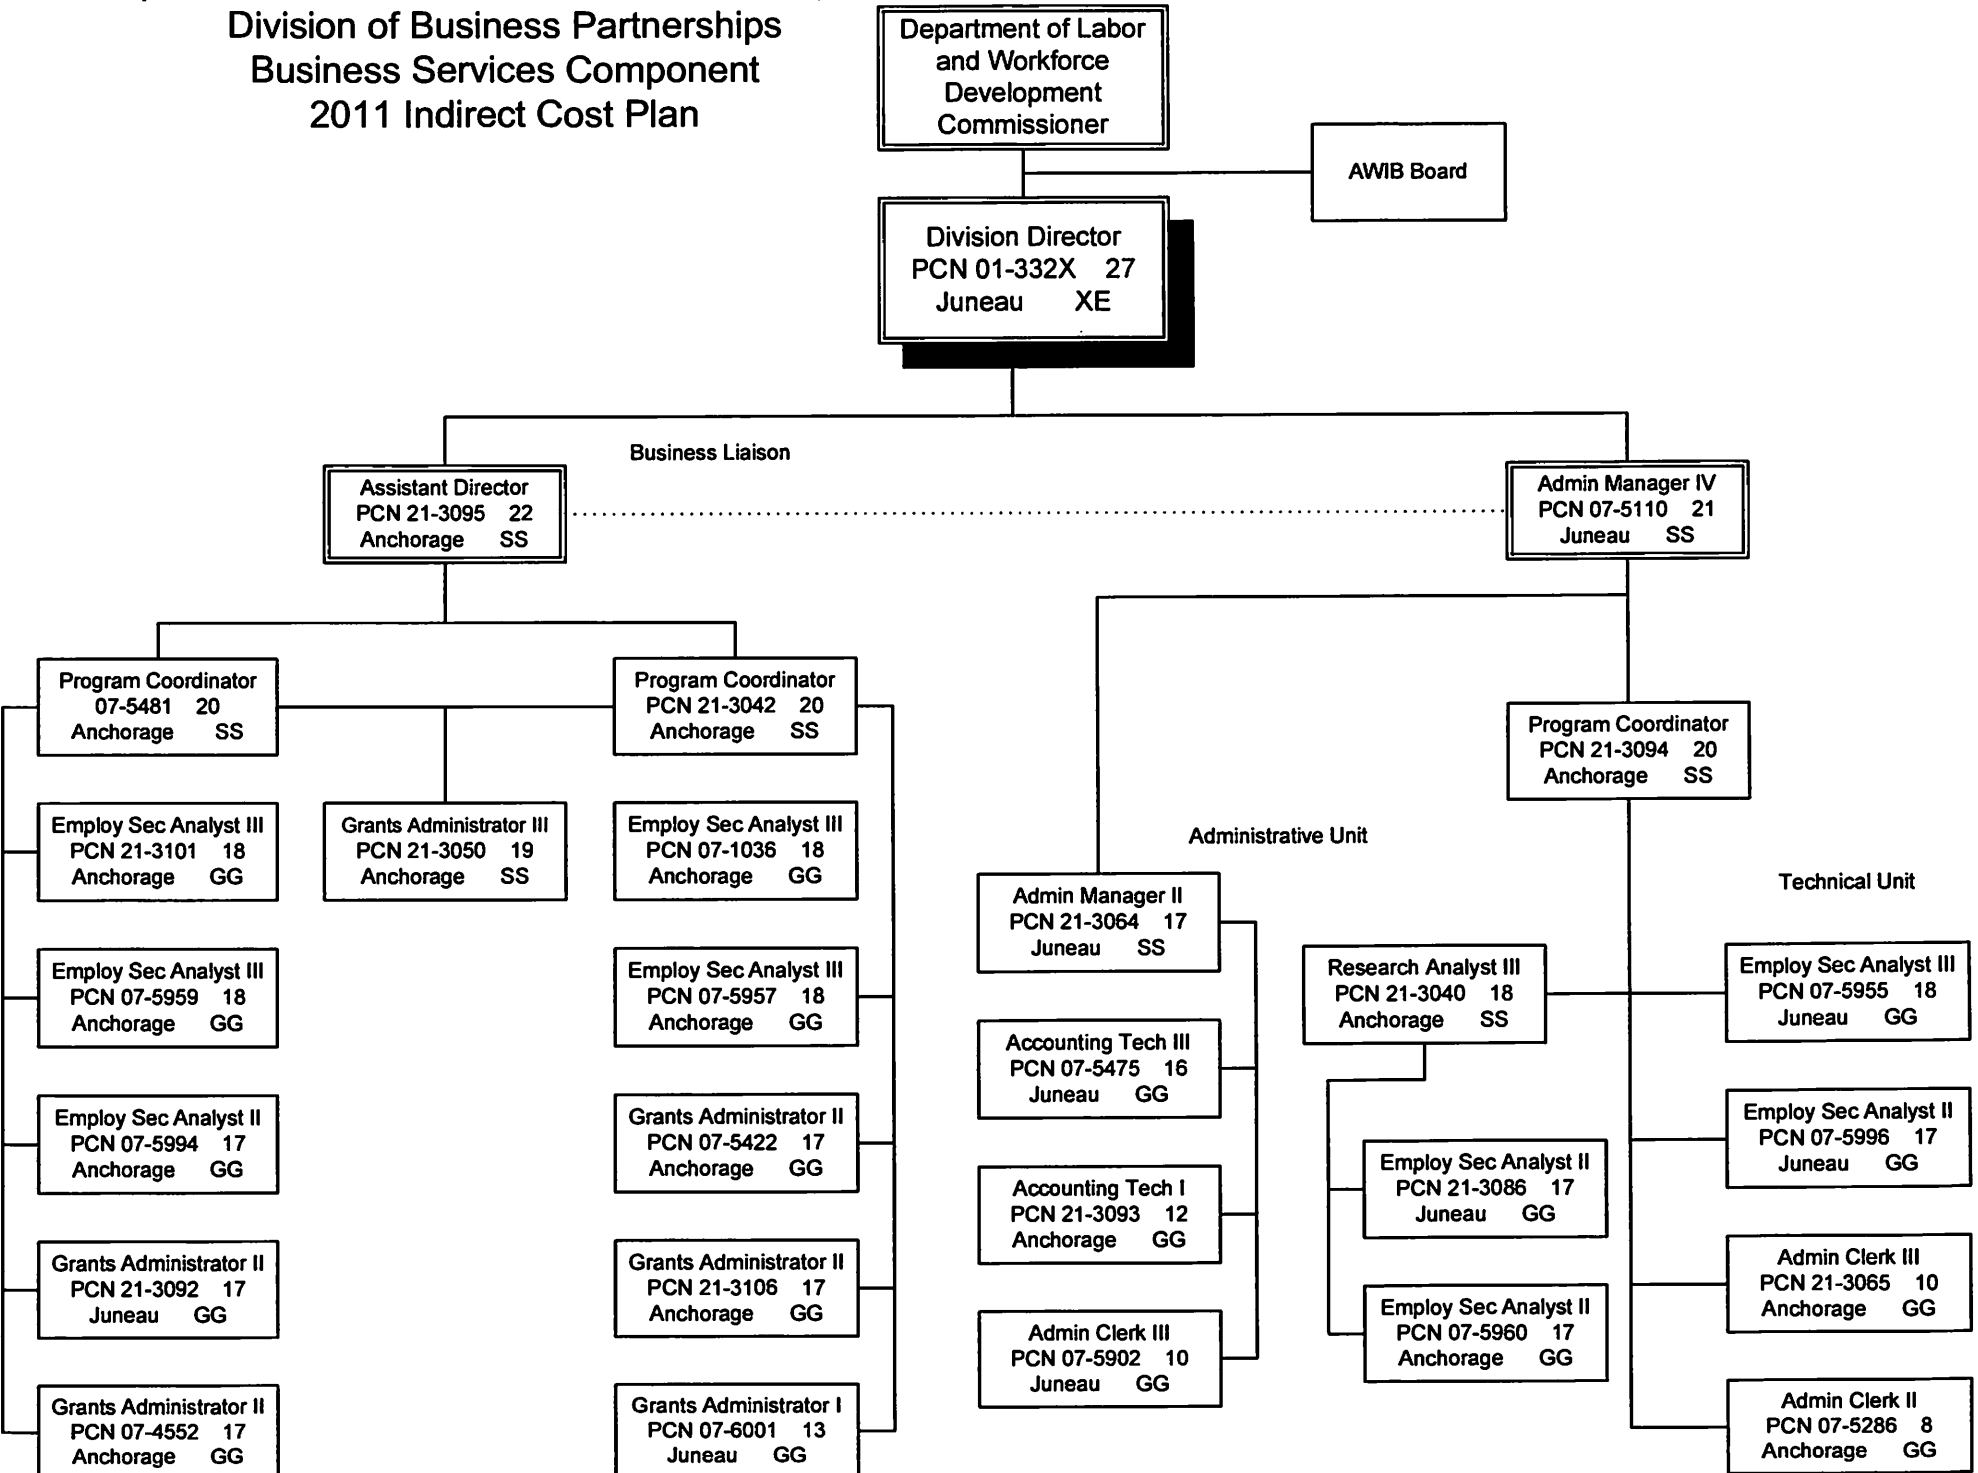 Division of Business Partnerships
Business Services Component
2011 Indirect Cost Plan
Department of Labor
and Workforce
Development
Commissioner
AWIB Board
Division Director
PCN 01-332X 27
Juneau XE
Business Liaison
Assistant Director
PCN 21-3095 22
Anchorage SS
Admin Manager IV
PCN 07-5110 21
Juneau SS
Program Coordinator
07-5481 20
Anchorage SS
Program Coordinator
PCN 21-3042 20
Anchorage SS
Program Coordinator
PCN 21-3094 20
Anchorage SS
Employ Sec Analyst III
PCN 21-3101 18
Anchorage GG
Grants Administrator III
PCN 21-3050 19
Anchorage SS
Employ Sec Analyst III
PCN 07-1036 18
Anchorage GG
Administrative Unit
Technical Unit
Admin Manager II
PCN 21-3064 17
Juneau SS
Employ Sec Analyst III
PCN 07-5959 18
Anchorage GG
Employ Sec Analyst III
PCN 07-5957 18
Anchorage GG
Research Analyst III
PCN 21-3040 18
Anchorage SS
Employ Sec Analyst III
PCN 07-5955 18
Juneau GG
Accounting Tech III
PCN 07-5475 16
Juneau GG
Employ Sec Analyst II
PCN 07-5994 17
Anchorage GG
Grants Administrator II
PCN 07-5422 17
Anchorage GG
Employ Sec Analyst II
PCN 07-5996 17
Juneau GG
Employ Sec Analyst II
PCN 21-3086 17
Juneau GG
Accounting Tech I
PCN 21-3093 12
Anchorage GG
Grants Administrator II
PCN 21-3092 17
Juneau GG
Grants Administrator II
PCN 21-3106 17
Anchorage GG
Admin Clerk III
PCN 21-3065 10
Anchorage GG
Employ Sec Analyst II
PCN 07-5960 17
Anchorage GG
Admin Clerk III
PCN 07-5902 10
Juneau GG
Grants Administrator II
PCN 07-4552 17
Anchorage GG
Grants Administrator I
PCN 07-6001 13
Juneau GG
Admin Clerk II
PCN 07-5286 8
Anchorage GG